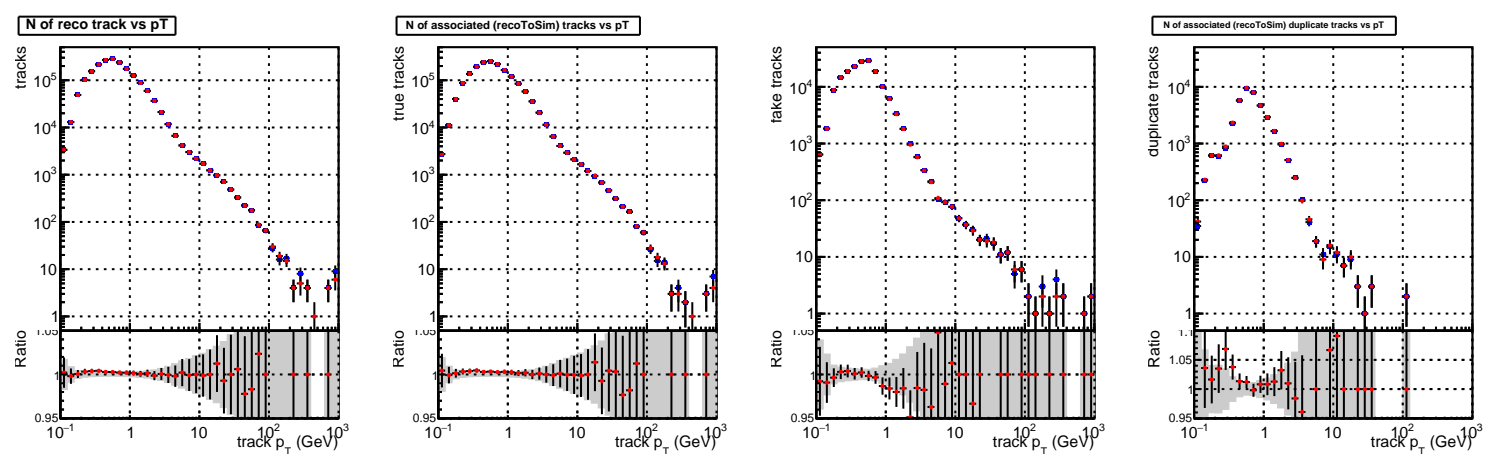 N of reco track vs pT
tracks
10^5
10^4
10^3
10^2
10
1
Ratio
1.05
1
0.95
10^-1 1 10 10^2 10^3
track p_T (GeV)
N of associated (recoToSim) tracks vs pT
true tracks
10^5
10^4
10^3
10^2
10
1
Ratio
1.05
1
0.95
10^-1 1 10 10^2 10^3
track p_T (GeV)
fake tracks
10^4
10^3
10^2
10
1
Ratio
1.05
1
0.95
10^-1 1 10 10^2 10^3
track p_T (GeV)
N of associated (recoToSim) duplicate tracks vs pT
duplicate tracks
10^4
10^3
10^2
10
1
Ratio
1.1
1.05
1
0.95
10^-1 1 10 10^2 10^3
track p_T (GeV)